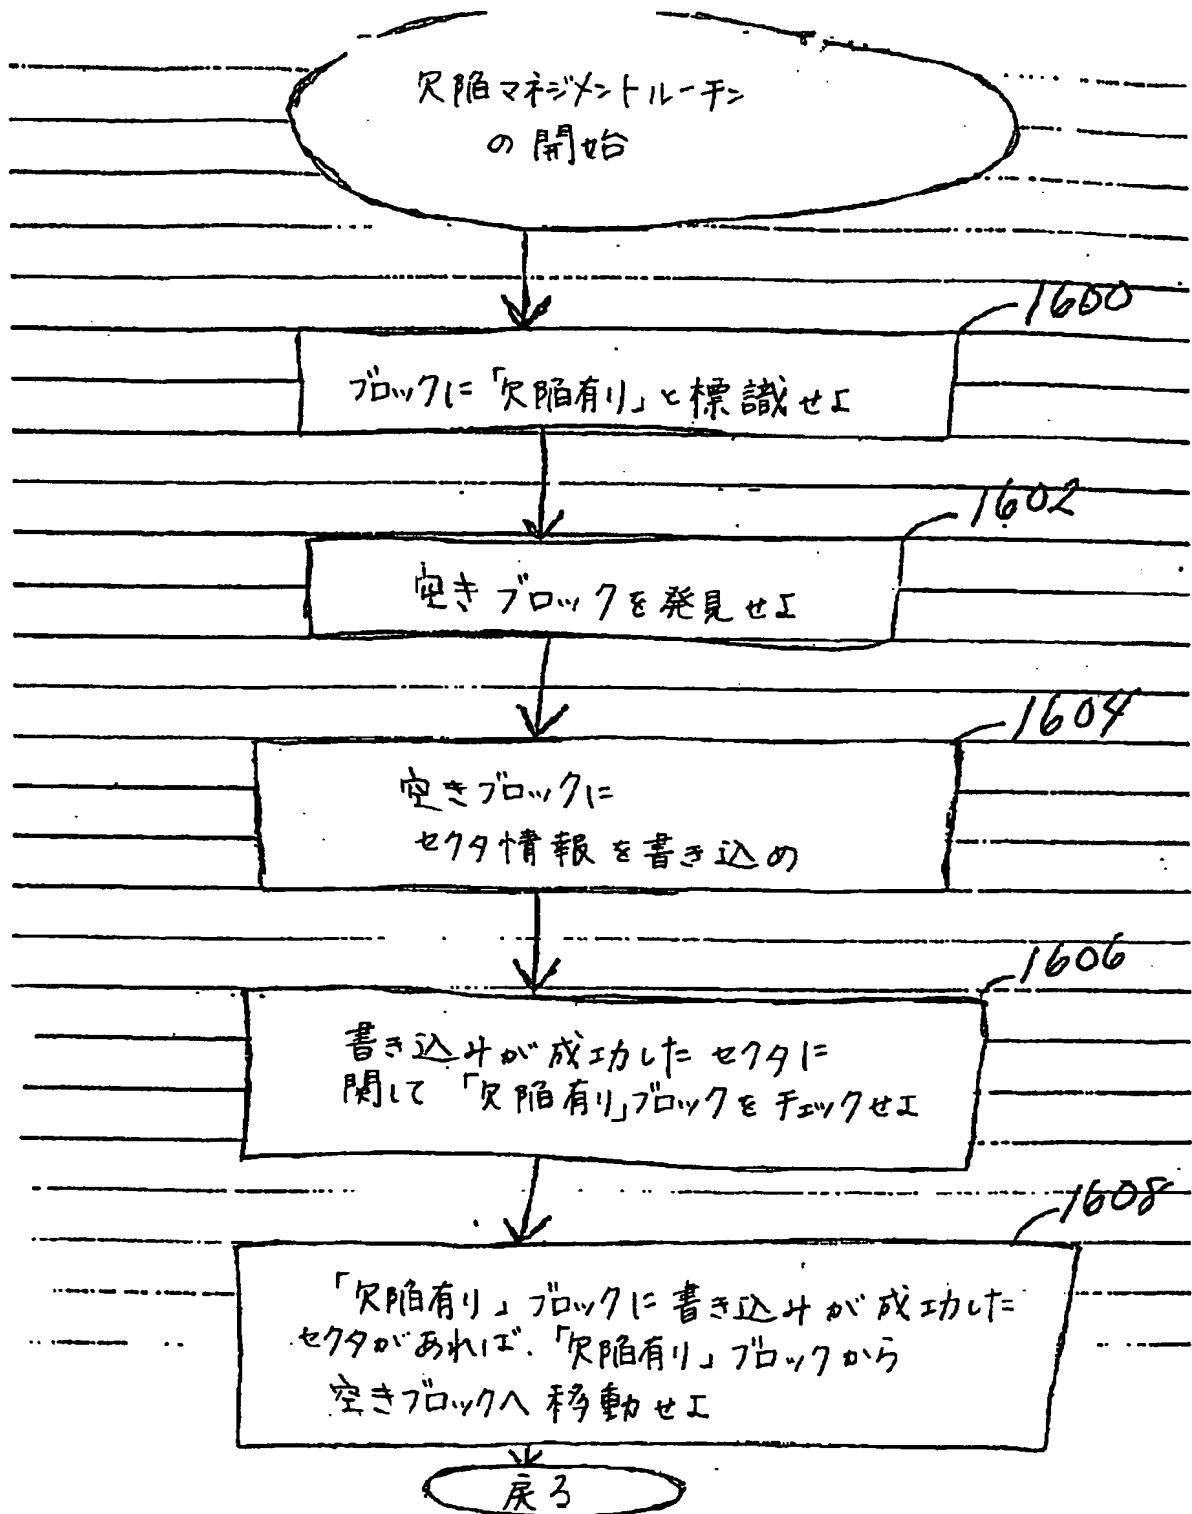 欠陥マネジメントルーチン
の開始
1600
ブロックに「欠陥有り」と標識せよ
1602
空きブロックを発見せよ
1604
空きブロックに
セクタ情報を書き込め
1606
書き込みが成功したセクタに
関して「欠陥有り」ブロックをチェックせよ
1608
「欠陥有り」ブロックに書き込みが成功した
セクタがあれば、「欠陥有り」ブロックから
空きブロックへ移動せよ
戻る